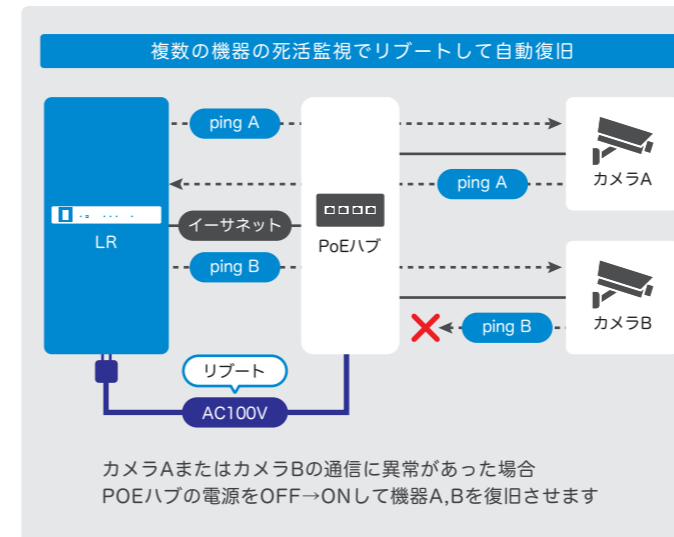 複数の機器の死活監視でリブートして自動復旧
ping A
ping A
カメラA
イーサネット
LR
PoEハブ
ping B
ping B
カメラB
リブート
AC100V
カメラAまたはカメラBの通信に異常があった場合
POEハブの電源をOFF→ONして機器A,Bを復旧させます